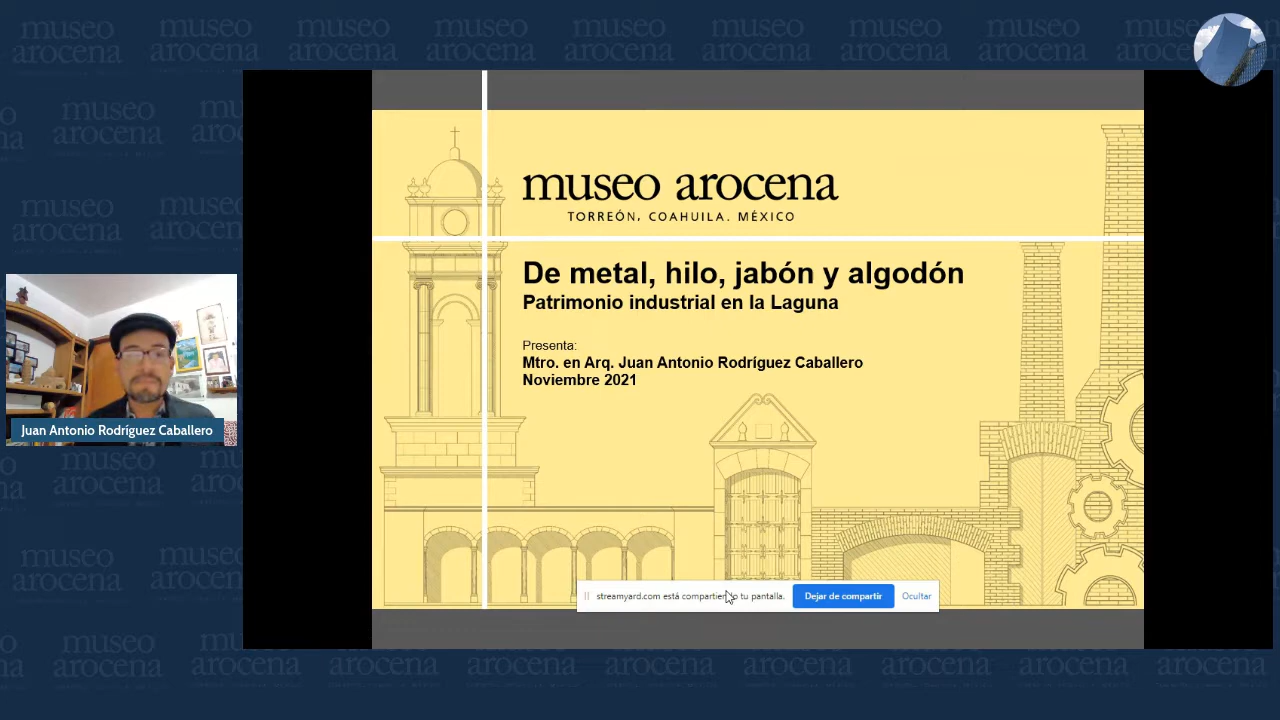 museo arocena
TORREÓN, COAHUILA. MÉXICO
De metal, hilo, jabón y algodón
Patrimonio industrial en la Laguna
Presenta:
Mtro. en Arq. Juan Antonio Rodríguez Caballero
Noviembre 2021
Juan Antonio Rodríguez Caballero
streamyard.com está compartiendo tu pantalla.
Dejar de compartir
Ocultar
museo arocena